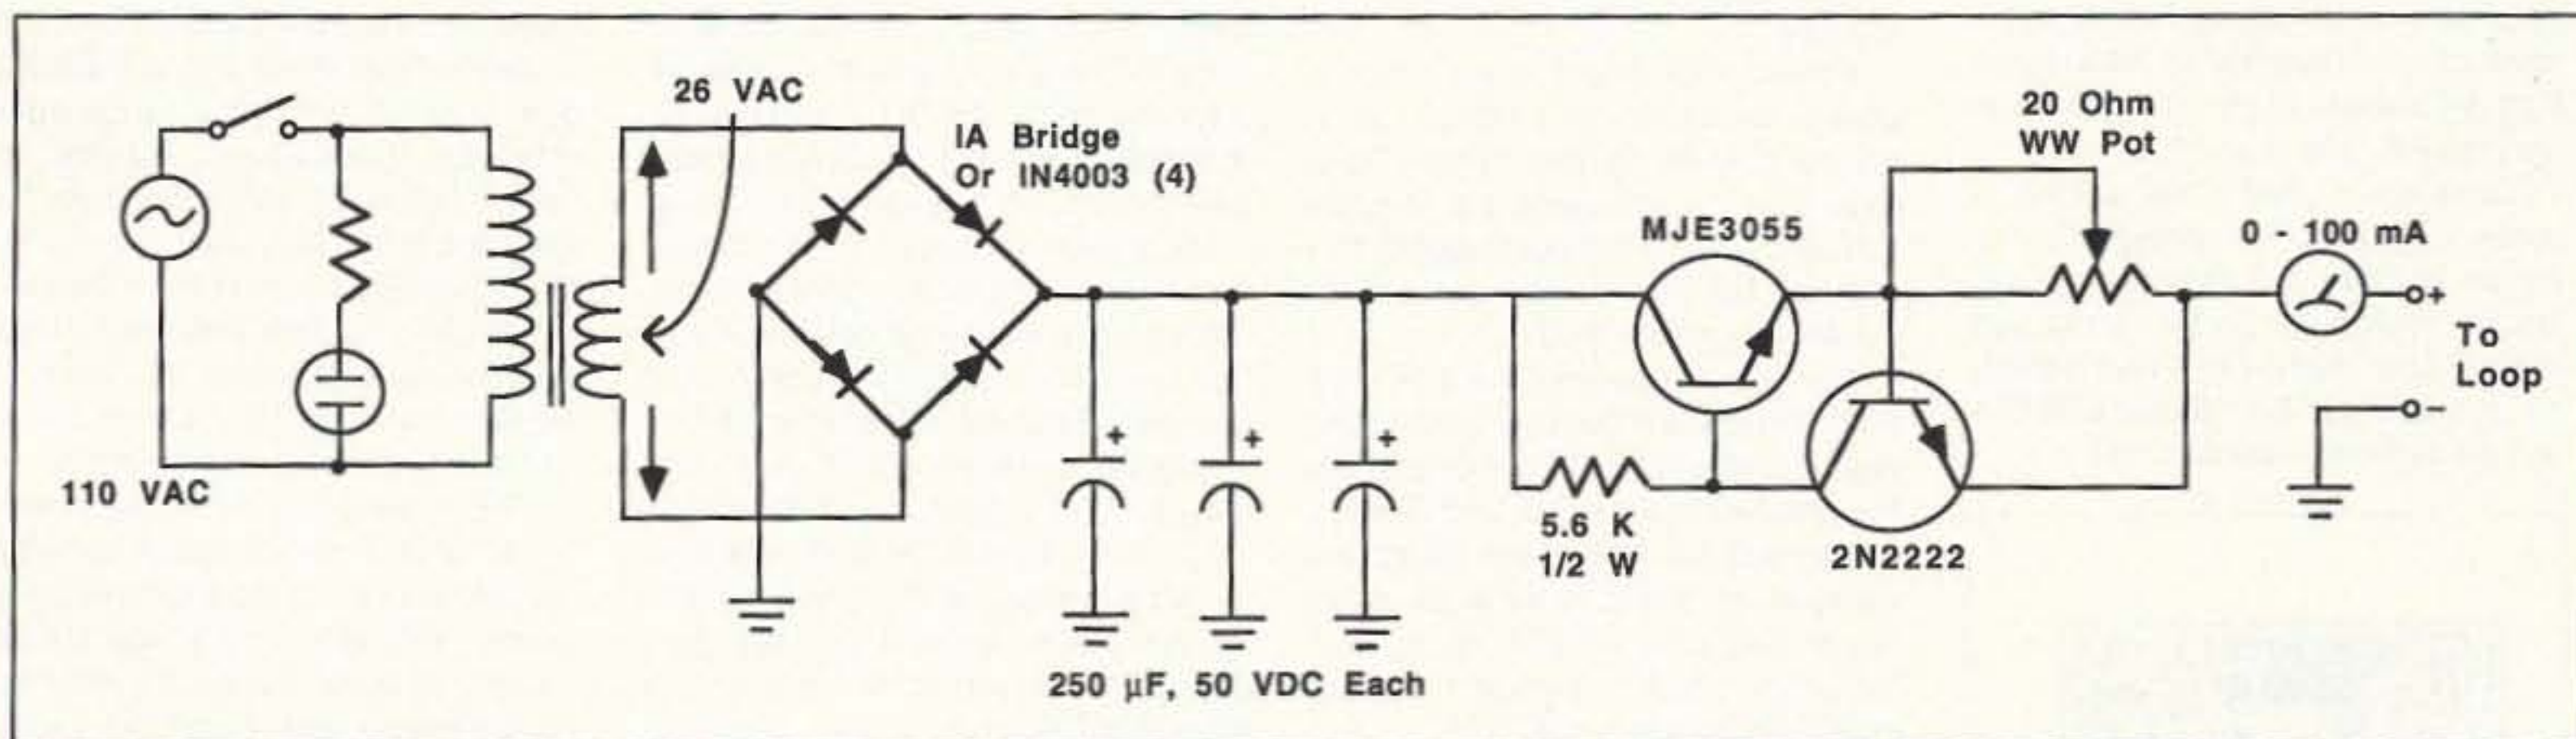 26 VAC
IA Bridge
Or IN4003 (4)
20 Ohm
WW Pot
MJE3055
0 - 100 mA
+
To
Loop
-
110 VAC
+
+
+
5.6 K
1/2 W
2N2222
250 µF, 50 VDC Each